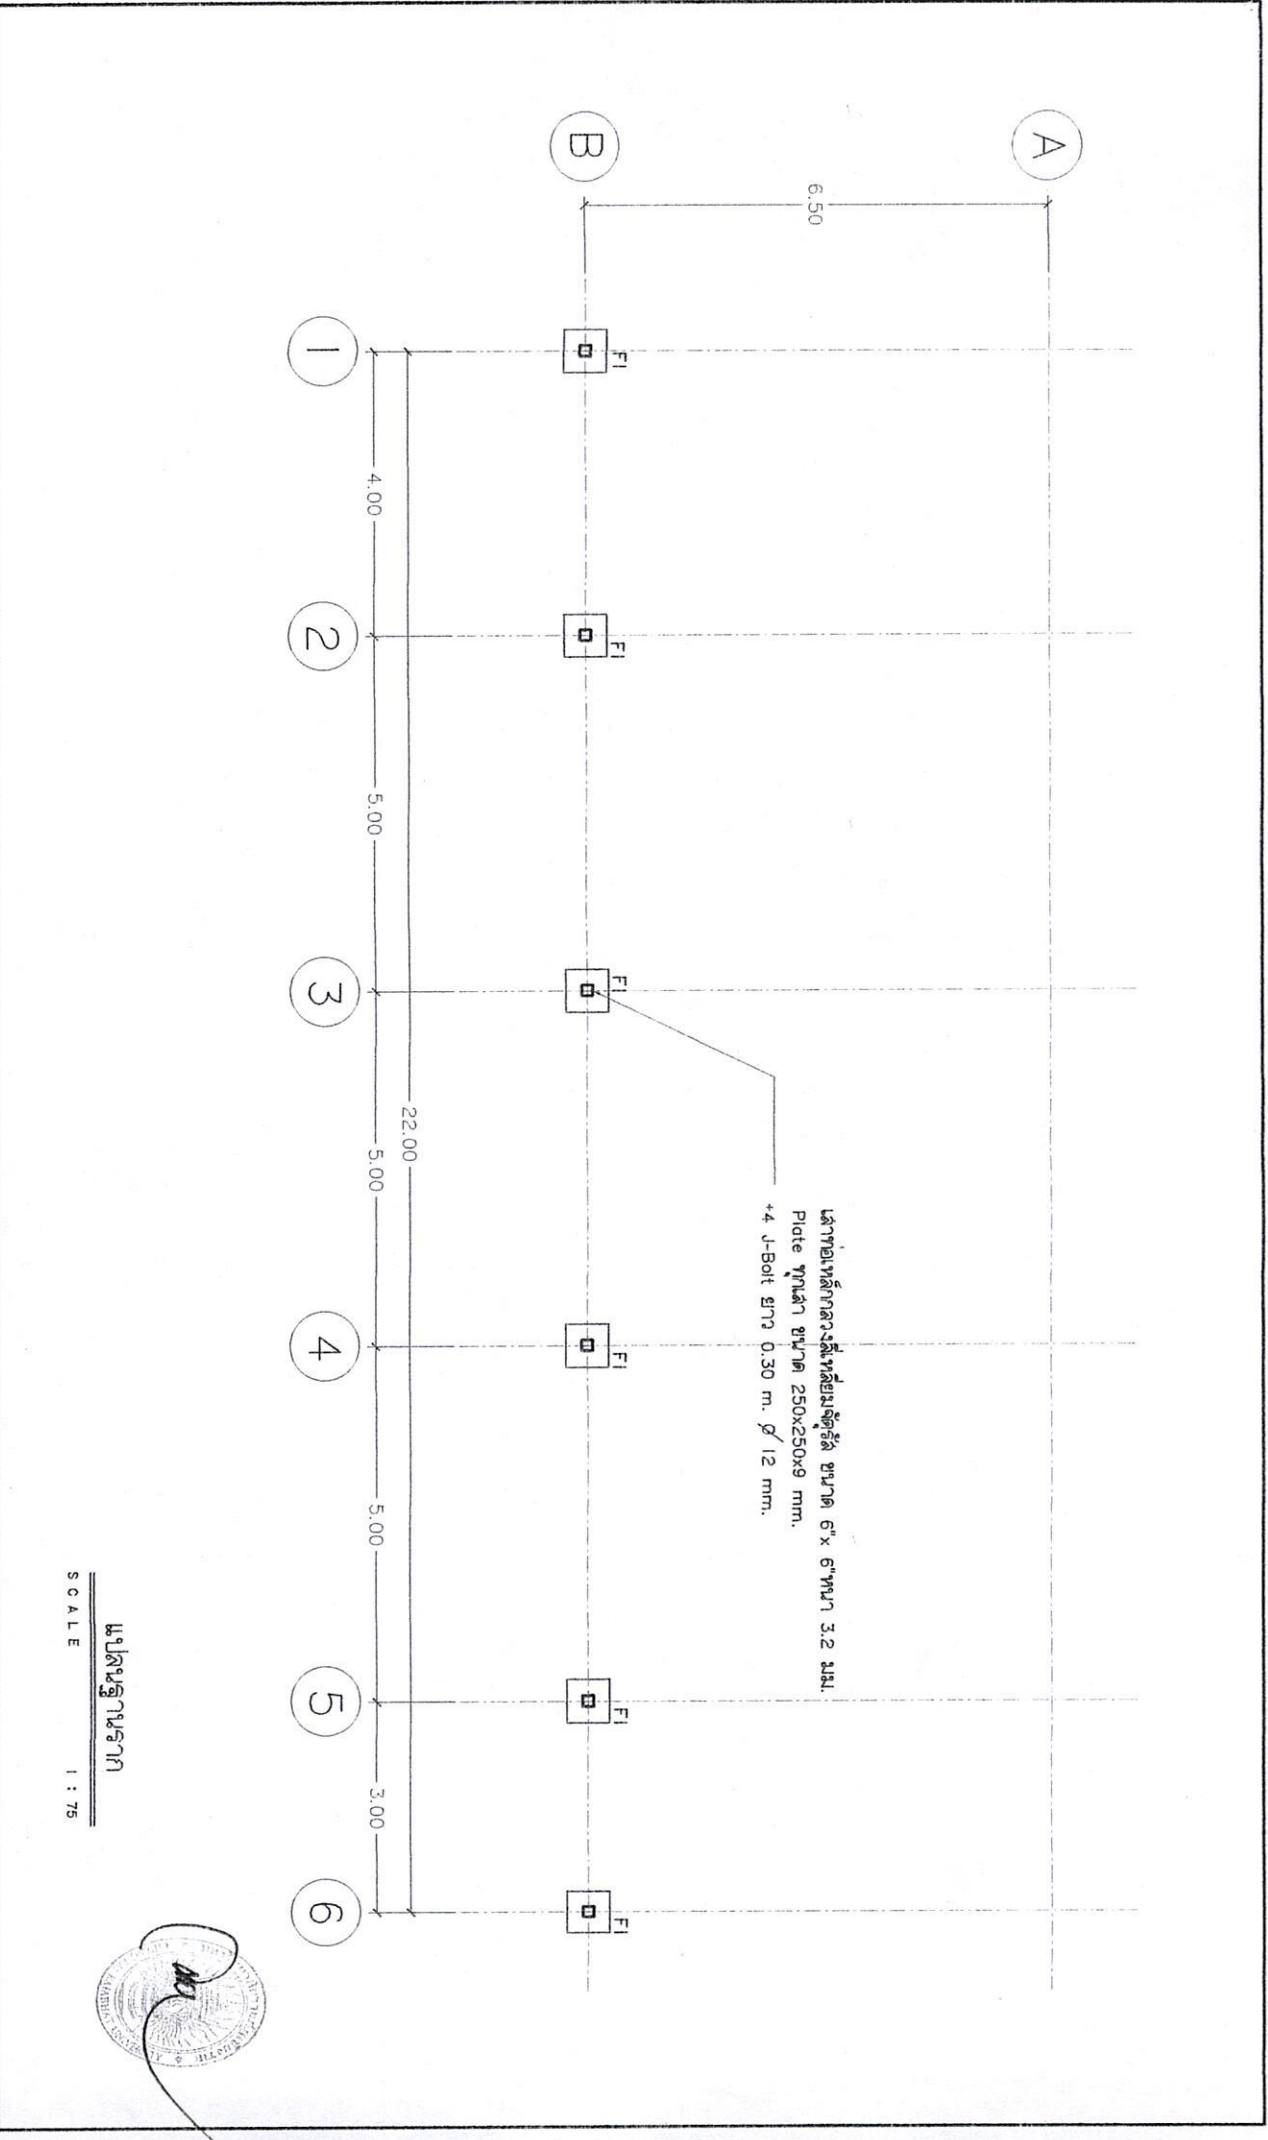 A
6.50
B
F1
F1
F1
F1
F1
F1
เสาท่อเหล็กกลวงสี่เหลี่ยมจัตุรัส ขนาด 6"x 6"หนา 3.2 มม.
Plate ทุกเสา ขนาด 250x250x9 mm.
+4 J-Bolt ยาว 0.30 m. Ø 12 mm.
22.00
4.00
5.00
5.00
5.00
3.00
1
2
3
4
5
6
แปลนฐานราก
SCALE 1 : 75